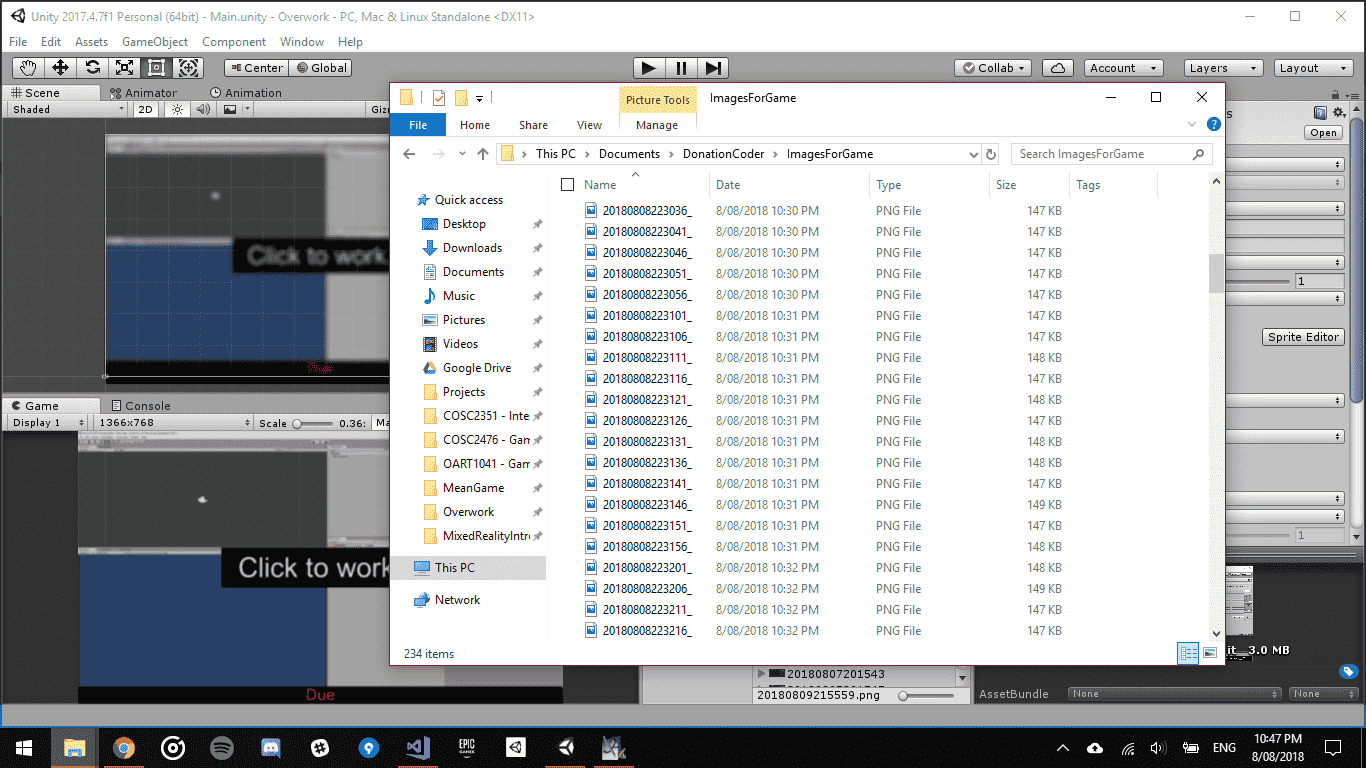 Unity 2017.4.7f1 Personal (64bit) - Main.unity - Overwork - PC, Mac & Linux Standalone <DX11>
File Edit Assets GameObject Component Window Help
Center Global Collab Account Layers Layout
Scene Animator Animation
Shaded 2D Giz
Click to work
Due
Game Console
Display 1 1366x768 Scale 0.36: Ma
Click to work
Due
Picture Tools ImagesForGame
File Home Share View Manage
This PC Documents DonationCoder ImagesForGame Search ImagesForGame
Quick access
Desktop
Downloads
Documents
Music
Pictures
Videos
Google Drive
Projects
COSC2351 - Inte
COSC2476 - Gam
OART1041 - Gam
MeanGame
Overwork
MixedRealityIntr
This PC
Network
Name Date Type Size Tags
20180808223036_ 8/08/2018 10:30 PM PNG File 147 KB
20180808223041_ 8/08/2018 10:30 PM PNG File 147 KB
20180808223046_ 8/08/2018 10:30 PM PNG File 147 KB
20180808223051_ 8/08/2018 10:30 PM PNG File 147 KB
20180808223056_ 8/08/2018 10:30 PM PNG File 147 KB
20180808223101_ 8/08/2018 10:31 PM PNG File 147 KB
20180808223106_ 8/08/2018 10:31 PM PNG File 147 KB
20180808223111_ 8/08/2018 10:31 PM PNG File 148 KB
20180808223116_ 8/08/2018 10:31 PM PNG File 147 KB
20180808223121_ 8/08/2018 10:31 PM PNG File 148 KB
20180808223126_ 8/08/2018 10:31 PM PNG File 147 KB
20180808223131_ 8/08/2018 10:31 PM PNG File 148 KB
20180808223136_ 8/08/2018 10:31 PM PNG File 148 KB
20180808223141_ 8/08/2018 10:31 PM PNG File 147 KB
20180808223146_ 8/08/2018 10:31 PM PNG File 149 KB
20180808223151_ 8/08/2018 10:31 PM PNG File 147 KB
20180808223156_ 8/08/2018 10:31 PM PNG File 148 KB
20180808223201_ 8/08/2018 10:32 PM PNG File 148 KB
20180808223206_ 8/08/2018 10:32 PM PNG File 149 KB
20180808223211_ 8/08/2018 10:32 PM PNG File 147 KB
20180808223216_ 8/08/2018 10:32 PM PNG File 147 KB
234 items
s
Open
1
Sprite Editor
1
it_ 3.0 MB
20180807201543
20180809215559.png
AssetBundle None None
EPIC GAMES
ENG
10:47 PM
8/08/2018